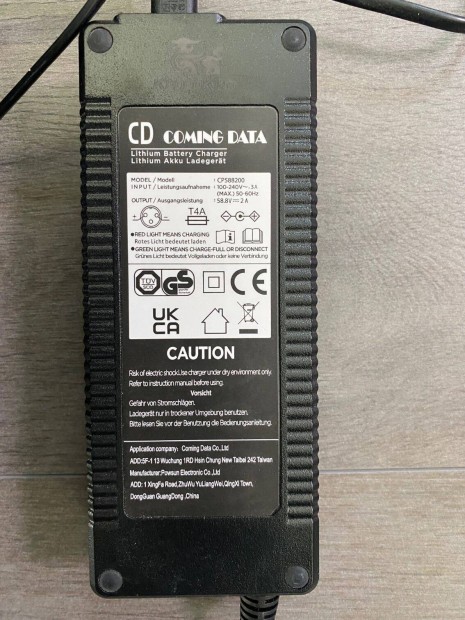 CD COMING DATA
Lithium Battery Charger
Lithium Akku Ladegerät
MODEL / Modell : CP588200
INPUT / Leistungsaufnahome : 100-240V~ 3A
(MAX.) 50-60Hz
OUTPUT / Ausgangsleistung : 58.8V⎓2A
T4A
●RED LIGHT MEANS CHARGING
Rotes Licht bedeutet laden
●GREEN LIGHT MEANS CHARGE-FULL OR DISCONNECT
Grünes Licht bedeutet Vollgeladen oder keine Verbindung
TÜV GS CE
UK
CA
CAUTION
Risk of electric shock.Use charger under dry environment only.
Refer to instruction manual before using.
Vorsicht
Gefahr von Stromschlägen.
Ladegerät nur in trockener Umgebung benutzen.
Bitte lesen Sie vor der Benutzung die Bedienungsanleitung.
Application company: Coming Data Co.,Ltd
ADD:5F-1 13 Wuchung 1RD Hsin Chung New Taibei 242 Taiwan
Manufacturer:Powsun Electronic Co.,Ltd
ADD: 1 XingFa Road,ZhuWu YuLiangWei,QingXi Town,
DongGuan GuangDong ,China